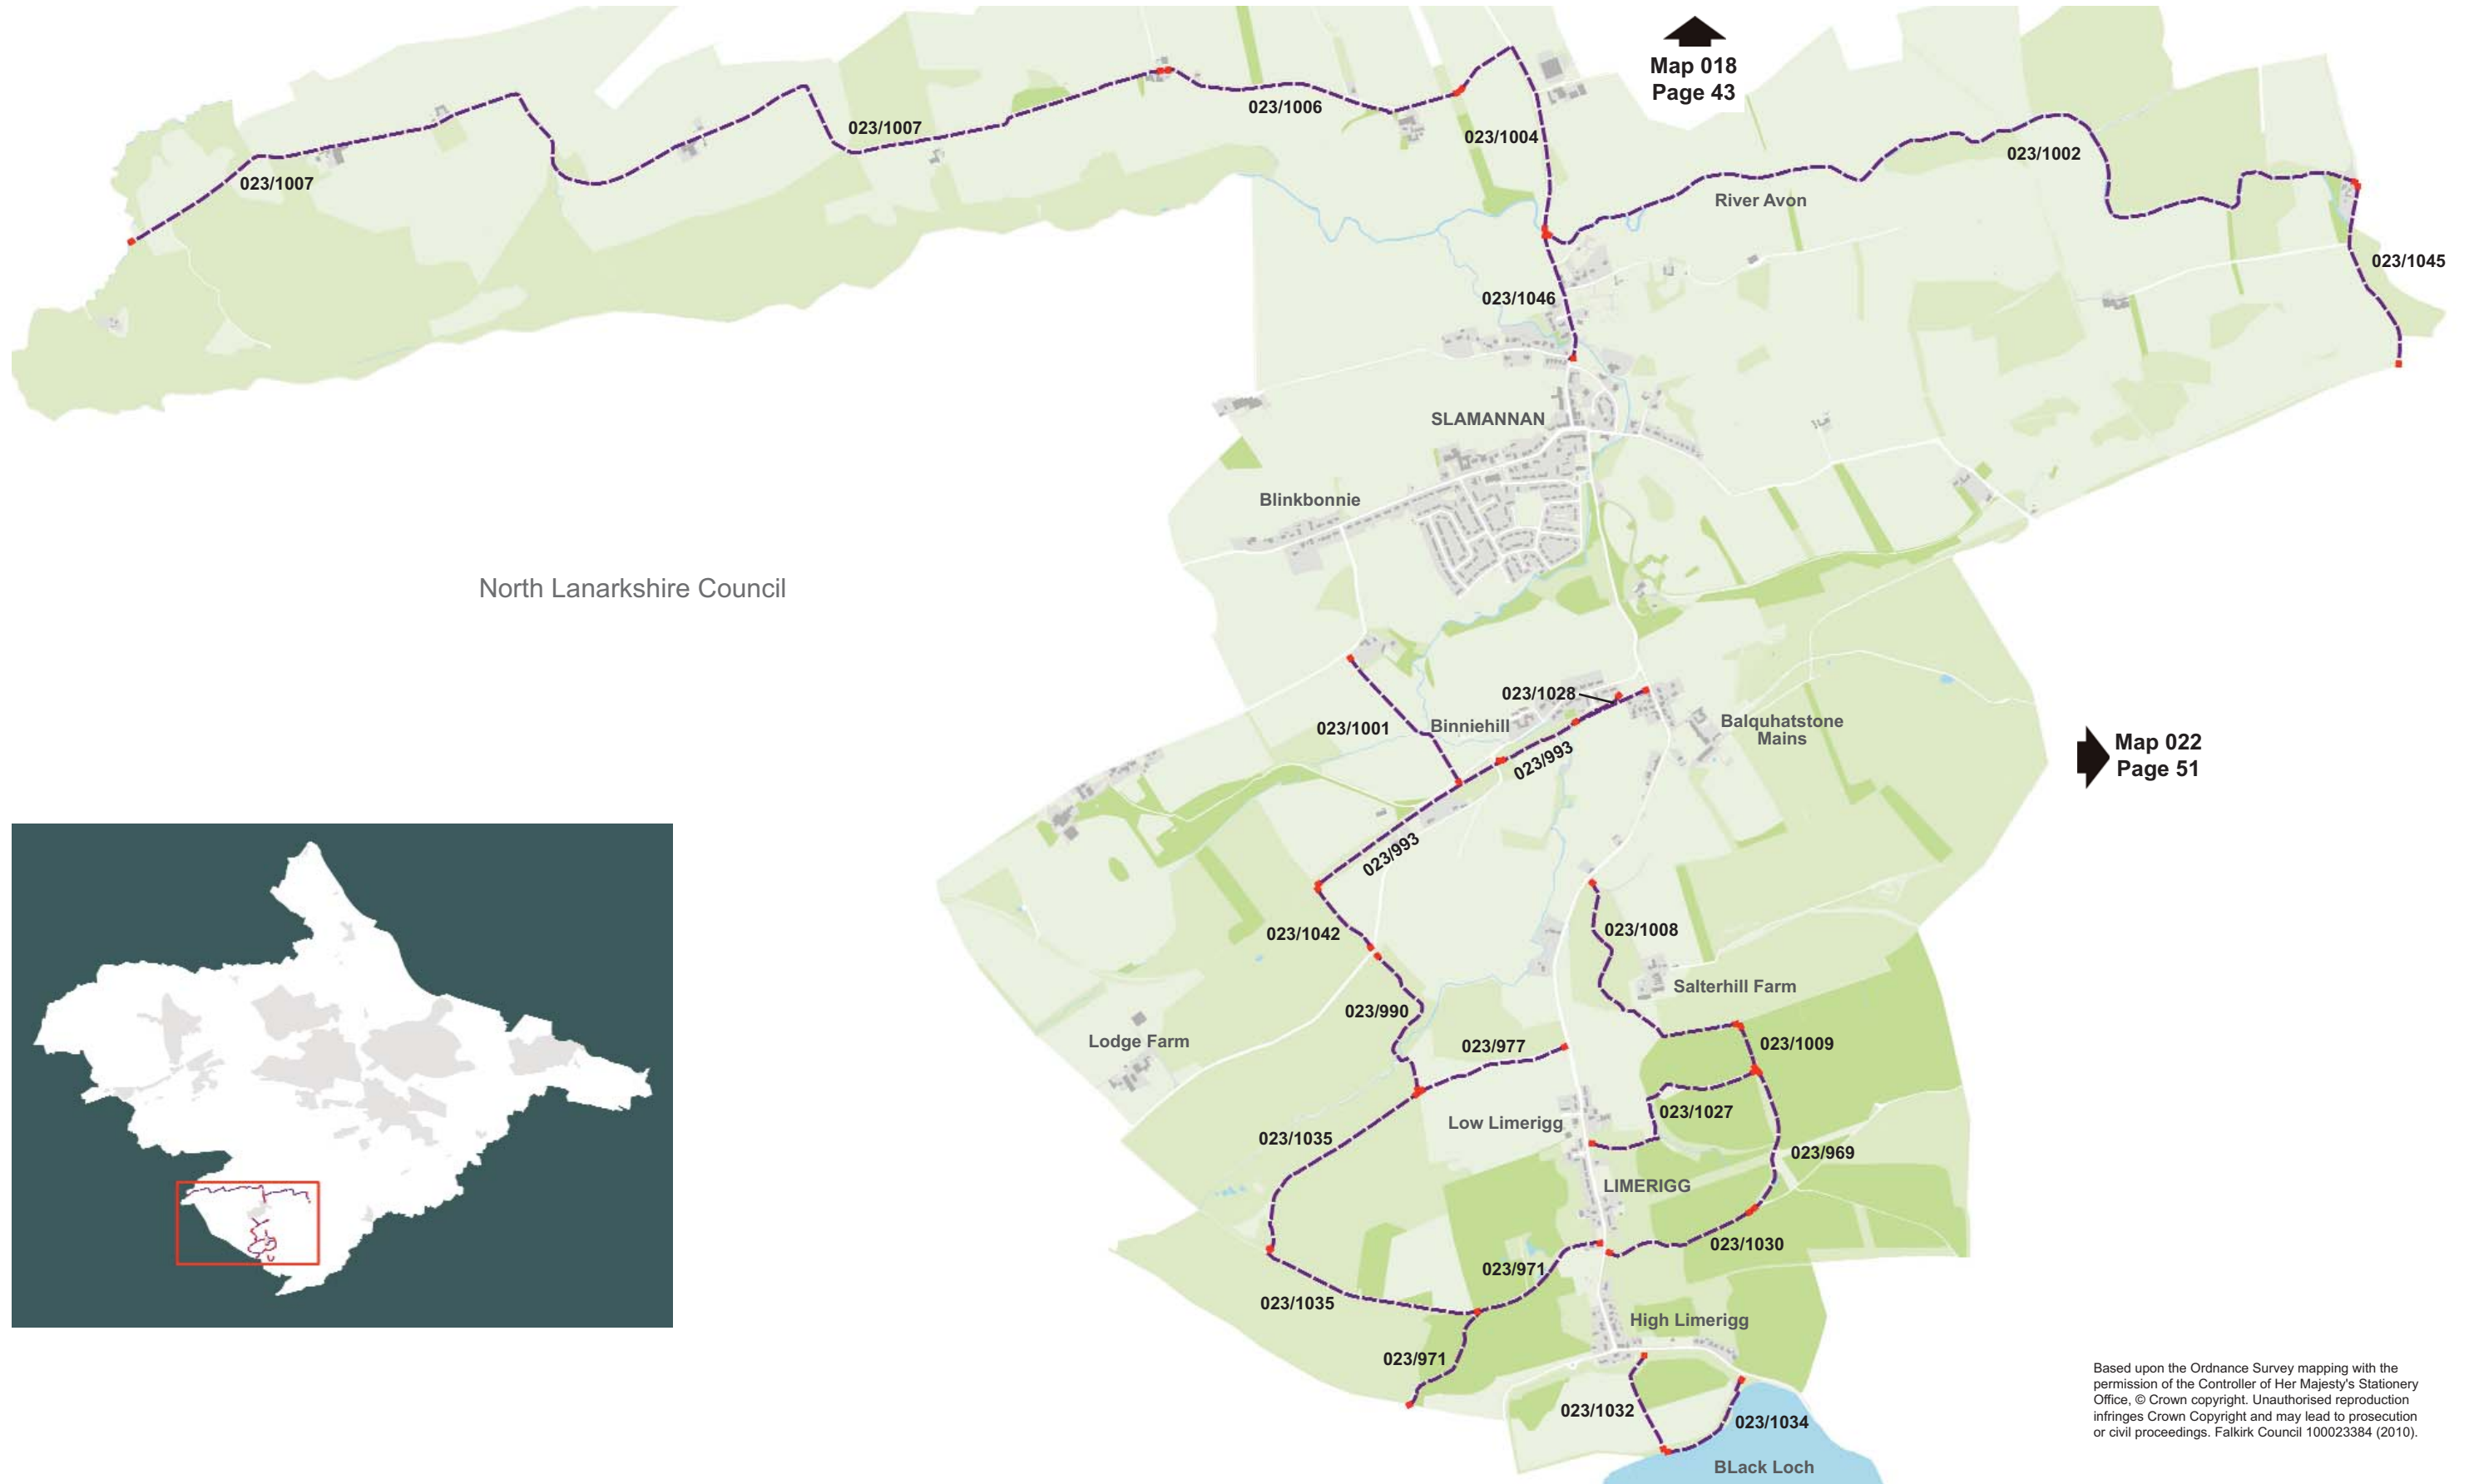 Map 018
Page 43
023/1006
023/1007
023/1004
023/1002
023/1007
River Avon
023/1045
023/1046
SLAMANNAN
Blinkbonnie
North Lanarkshire Council
023/1028
023/1001
Binniehill
Balquhatstone
Mains
023/993
Map 022
Page 51
023/993
023/1042
023/1008
Salterhill Farm
023/990
Lodge Farm
023/977
023/1009
023/1027
Low Limerigg
023/1035
023/969
LIMERIGG
023/1030
023/971
023/1035
High Limerigg
023/971
023/1032
023/1034
BLack Loch
Based upon the Ordnance Survey mapping with the
permission of the Controller of Her Majesty's Stationery
Office, © Crown copyright. Unauthorised reproduction
infringes Crown Copyright and may lead to prosecution
or civil proceedings. Falkirk Council 100023384 (2010).